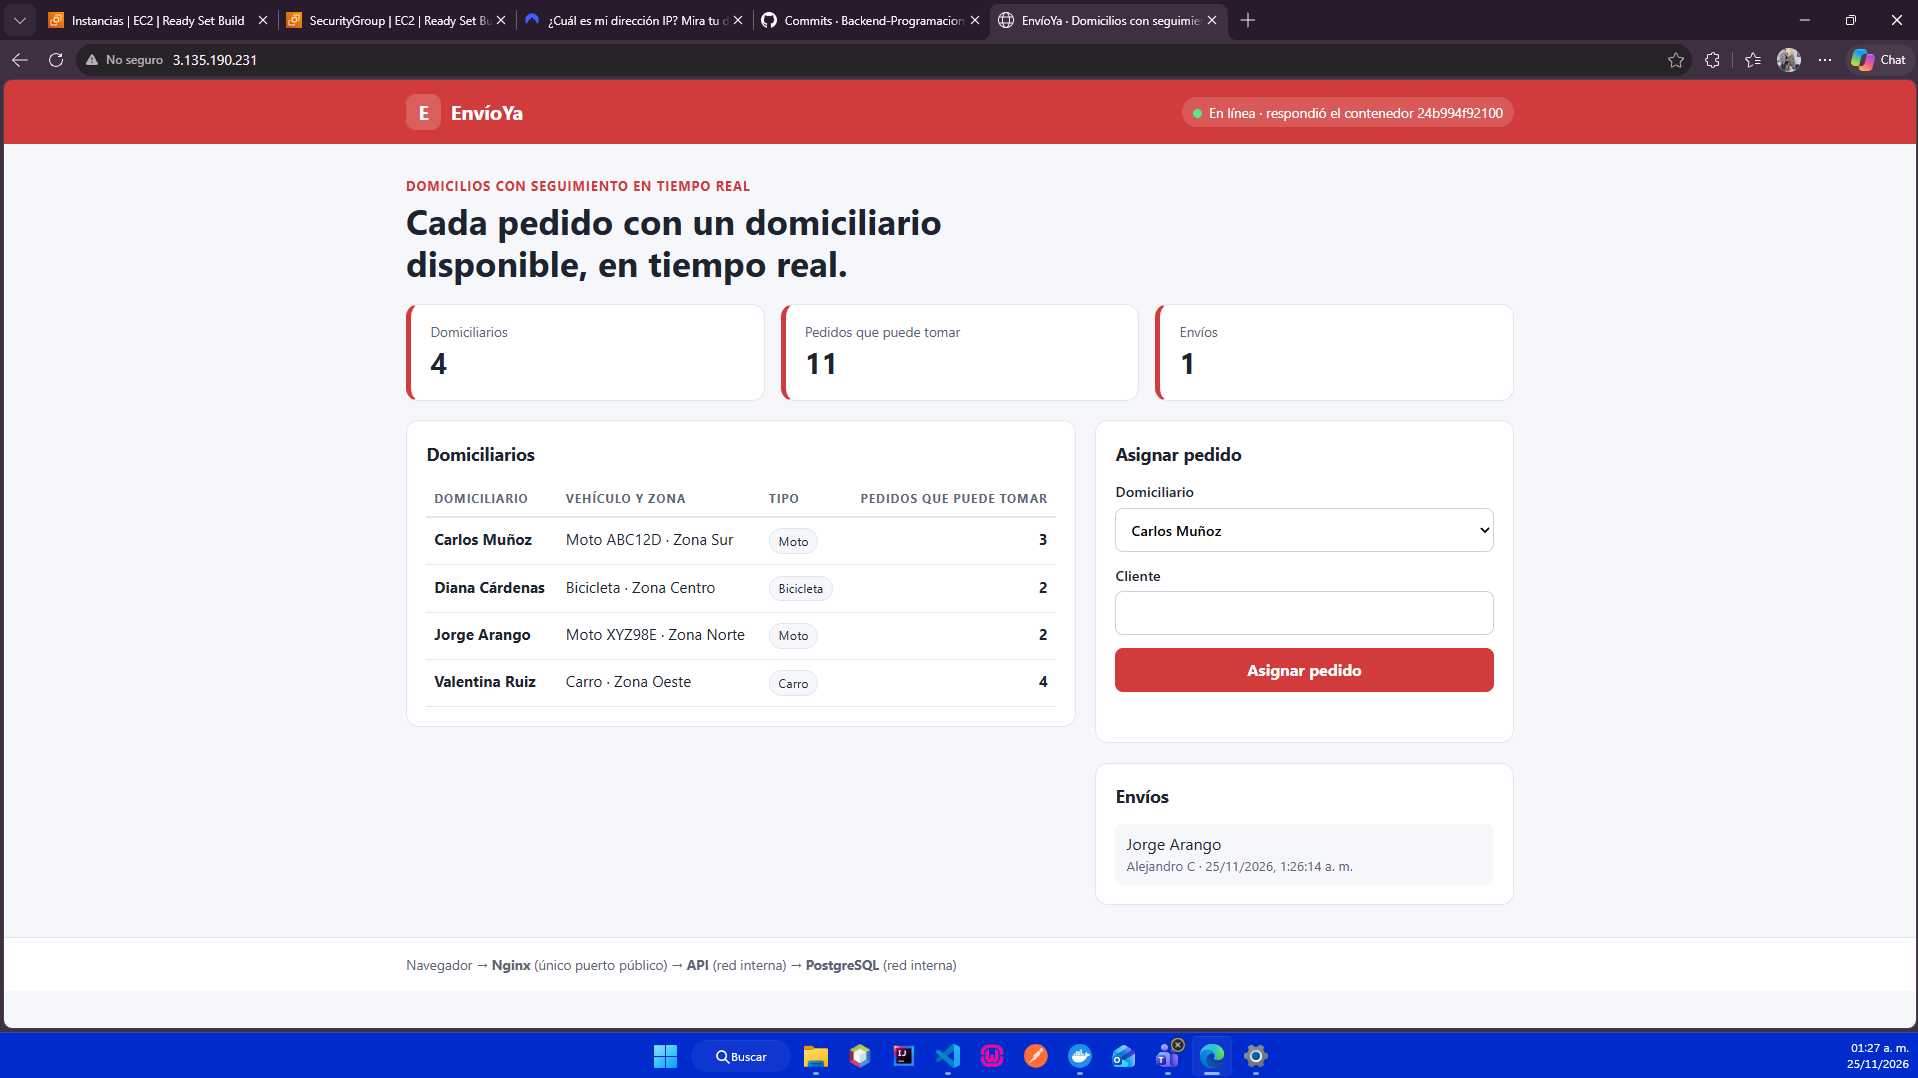 Instancias | EC2 | Ready Set Build
SecurityGroup | EC2 | Ready Set Bu
¿Cuál es mi dirección IP? Mira tu d
Commits · Backend-Programacion
EnvíoYa · Domicilios con seguimie
No seguro
3.135.190.231
Chat
E
EnvíoYa
En línea · respondió el contenedor 24b994f92100
DOMICILIOS CON SEGUIMIENTO EN TIEMPO REAL
Cada pedido con un domiciliario
disponible, en tiempo real.
Domiciliarios
4
Pedidos que puede tomar
11
Envíos
1
Domiciliarios
DOMICILIARIO VEHÍCULO Y ZONA TIPO PEDIDOS QUE PUEDE TOMAR
Carlos Muñoz Moto ABC12D · Zona Sur Moto 3
Diana Cárdenas Bicicleta · Zona Centro Bicicleta 2
Jorge Arango Moto XYZ98E · Zona Norte Moto 2
Valentina Ruiz Carro · Zona Oeste Carro 4
Asignar pedido
Domiciliario
Carlos Muñoz
Cliente
Asignar pedido
Envíos
Jorge Arango
Alejandro C · 25/11/2026, 1:26:14 a. m.
Navegador → Nginx (único puerto público) → API (red interna) → PostgreSQL (red interna)
Buscar
01:27 a. m.
25/11/2026